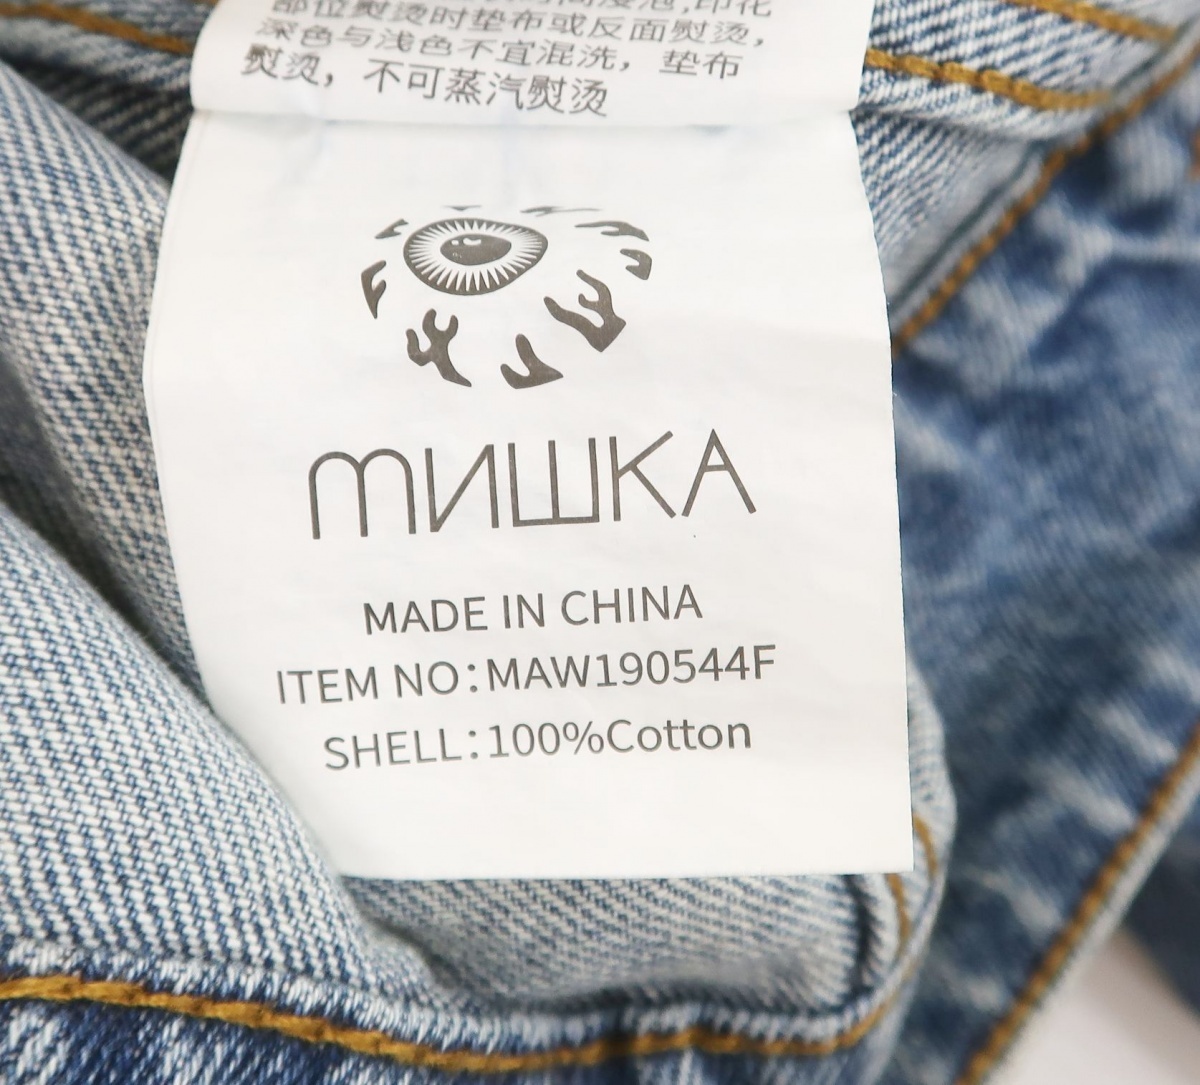 浸泡,印花
部位熨烫时垫布或反面熨烫,
深色与浅色不宜混洗，垫布
熨烫，不可蒸汽熨烫
МИШКА
MADE IN CHINA
ITEM NO:MAW190544F
SHELL:100%Cotton